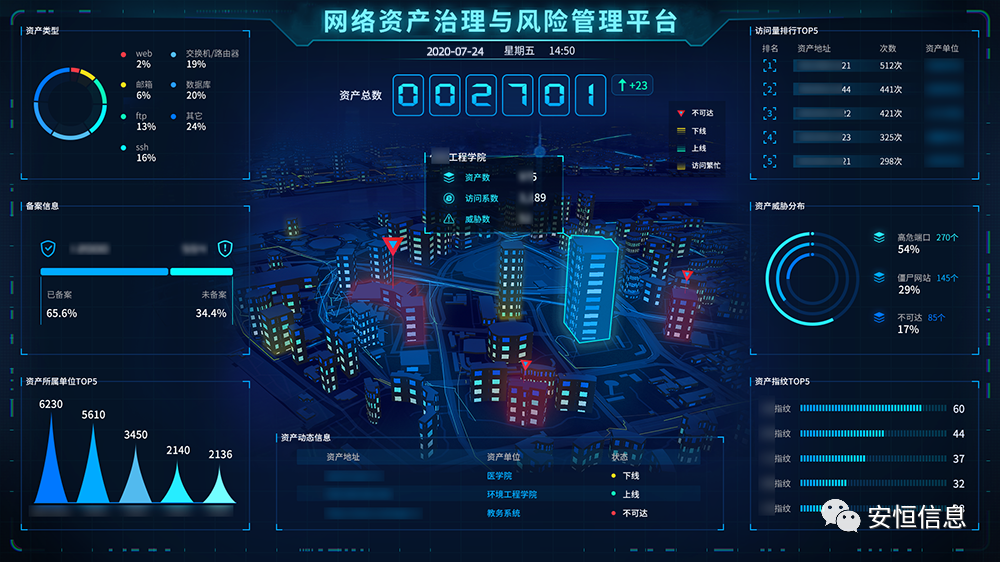 网络资产治理与风险管理平台
2020-07-24 星期五 14:50
资产总数 002701 ↑+23
资产类型
web
2%
交换机/路由器
19%
邮箱
6%
数据库
20%
ftp
13%
其它
24%
ssh
16%
备案信息
已备案
65.6%
未备案
34.4%
资产所属单位TOP5
6230
5610
3450
2140
2136
不可达
下线
上线
访问繁忙
工程学院
资产数 5
访问系数 89
威胁数
资产动态信息
资产地址 资产单位 状态
医学院 下线
环境工程学院 上线
教务系统 不可达
访问量排行TOP5
排名 资产地址 次数 资产单位
[1] 21 512次
[2] 44 441次
[3] 2 421次
[4] 23 325次
[5] 21 298次
资产威胁分布
高危端口 270个
54%
僵尸网站 145个
29%
不可达 85个
17%
资产指纹TOP5
指纹 60
指纹 44
指纹 37
指纹 32
指纹
安恒信息